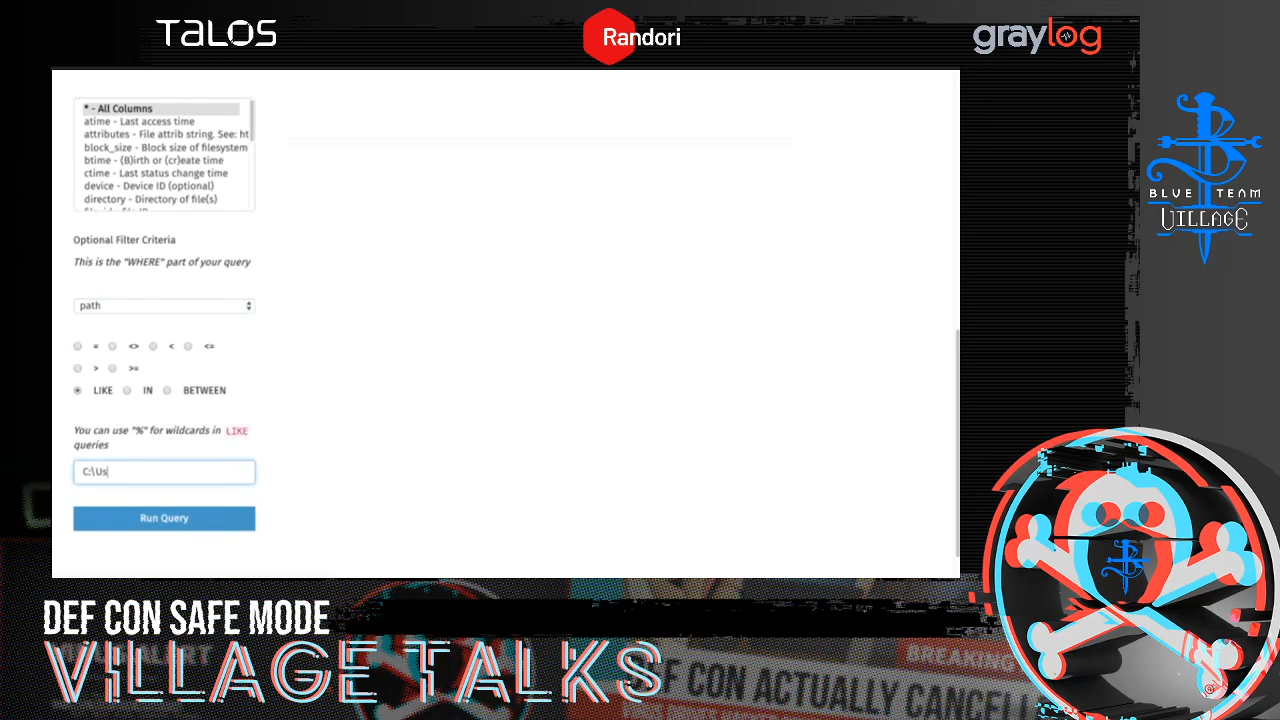 TALOS
Randori
graylog
* - All Columns
atime - Last access time
attributes - File attrib string. See: ht
block_size - Block size of filesystem
btime - (B)irth or (cr)eate time
ctime - Last status change time
device - Device ID (optional)
directory - Directory of file(s)
Optional Filter Criteria
This is the "WHERE" part of your query
path
= <> < <=
> >=
LIKE IN BETWEEN
You can use "%" for wildcards in LIKE
queries
C:\Us
Run Query
BLUE TEAM
VILLAGE
DEF CON SAFE MODE
VILLAGE TALKS
BREAKING
DEF CON ACTUALLY CANCELL